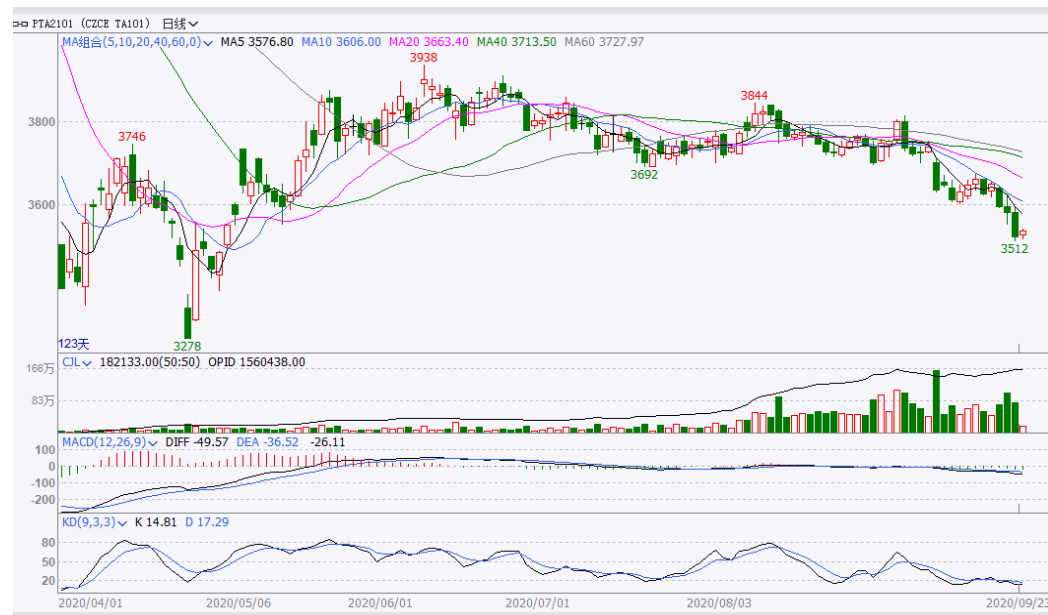 PTA2101 (CZCE TA101) 日线
MA组合(5,10,20,40,60,0) MA5 3576.80 MA10 3606.00 MA20 3663.40 MA40 3713.50 MA60 3727.97
3938
3844
3800
3746
3692
3600
3512
3278
123天
CJL 182133.00(50:50) OPID 1560438.00
166万
83万
MACD(12,26,9) DIFF -49.57 DEA -36.52 -26.11
100
0
-100
-200
KD(9,3,3) K 14.81 D 17.29
80
50
20
2020/04/01 2020/05/06 2020/06/01 2020/07/01 2020/08/03 2020/09/23